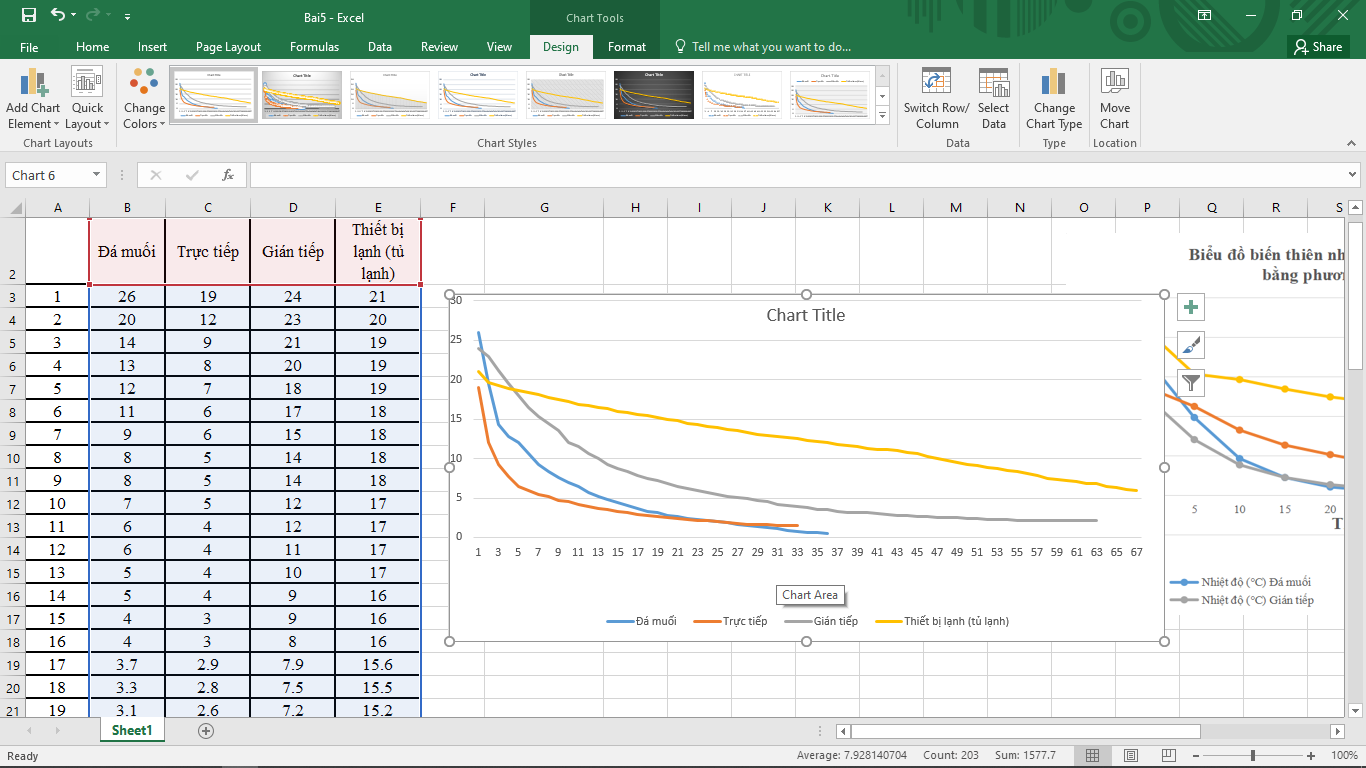 Bai5 - Excel
Chart Tools
File Home Insert Page Layout Formulas Data Review View Design Format Tell me what you want to do... Share
Add Chart Element
Quick Layout
Change Colors
Switch Row/ Column
Select Data
Change Chart Type
Move Chart
Chart Layouts
Chart Styles
Data
Type
Location
Chart 6
fx
A B C D E F G H I J K L M N O P Q R S
2 Đá muối Trực tiếp Gián tiếp Thiết bị lạnh (tủ lạnh)
3 1 26 19 24 21
4 2 20 12 23 20
5 3 14 9 21 19
6 4 13 8 20 19
7 5 12 7 18 19
8 6 11 6 17 18
9 7 9 6 15 18
10 8 8 5 14 18
11 9 8 5 14 18
12 10 7 5 12 17
13 11 6 4 12 17
14 12 6 4 11 17
15 13 5 4 10 17
16 14 5 4 9 16
17 15 4 3 9 16
18 16 4 3 8 16
19 17 3.7 2.9 7.9 15.6
20 18 3.3 2.8 7.5 15.5
21 19 3.1 2.6 7.2 15.2
Chart Title
30
25
20
15
10
5
0
1 3 5 7 9 11 13 15 17 19 21 23 25 27 29 31 33 35 37 39 41 43 45 47 49 51 53 55 57 59 61 63 65 67
Chart Area
Đá muối Trực tiếp Gián tiếp Thiết bị lạnh (tủ lạnh)
Biểu đồ biến thiên
bằng
5 10 15 20
T
Nhiệt độ (°C) Đá muối
Nhiệt độ (°C) Gián tiếp
Sheet1
Ready
Average: 7.928140704 Count: 203 Sum: 1577.7
100%